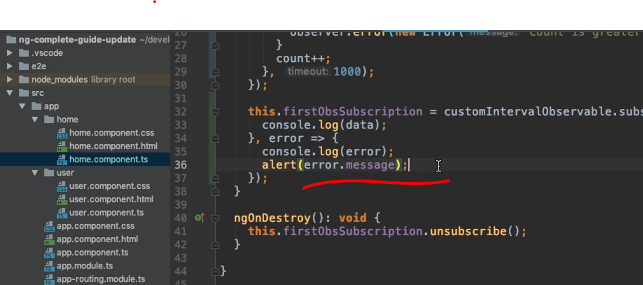 ng-complete-guide-update ~/devel
.vscode
e2e
node_modules library root
src
app
home
home.component.css
home.component.html
home.component.ts
user
user.component.css
user.component.html
user.component.ts
app.component.css
app.component.html
app.component.ts
app.module.ts
app-routing.module.ts
26 observer.error(new Error( message: 'Count is greater
27 }
28 count++;
29 }, timeout: 1000);
30 });
31
32 this.firstObsSubscription = customIntervalObservable.subs
33 console.log(data);
34 }, error => {
35 console.log(error);
36 alert(error.message);
37 });
38 }
39
40 ngOnDestroy(): void {
41 this.firstObsSubscription.unsubscribe();
42 }
43
44 }
45